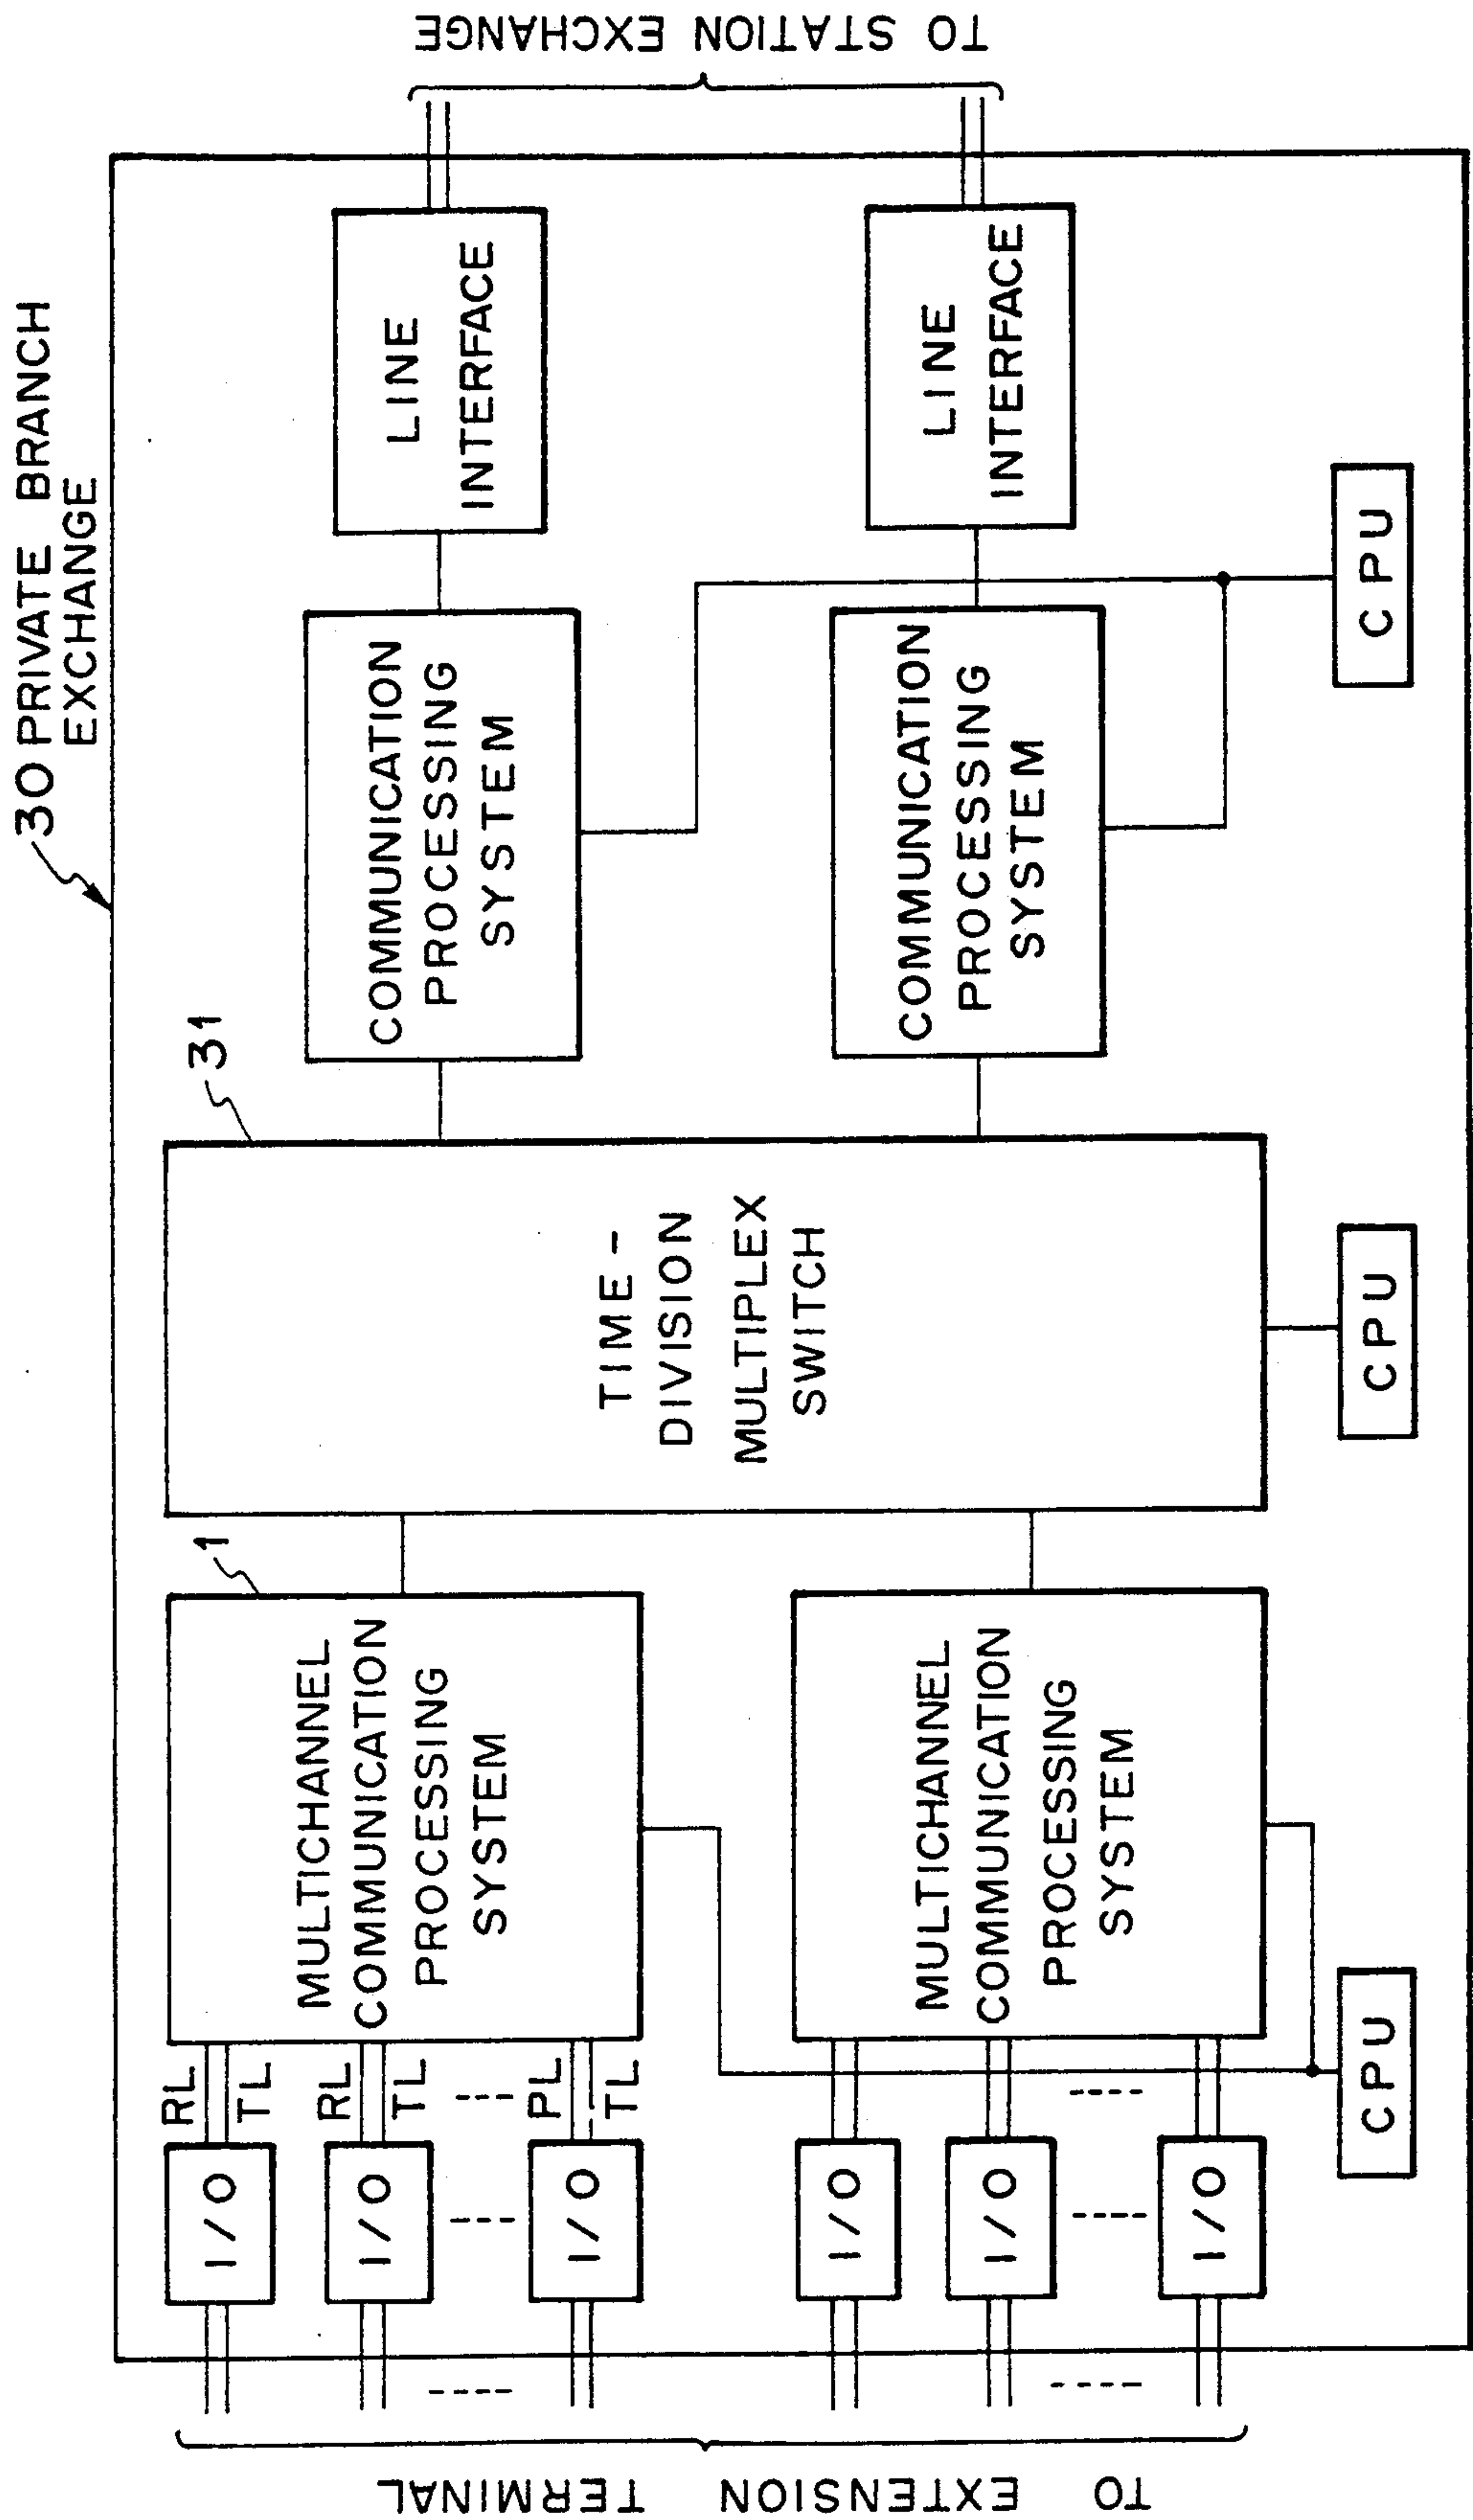 30 PRIVATE BRANCH
EXCHANGE
TO EXTENSION TERMINAL
I/O
RL
TL
I/O
RL
TL
I/O
PL
TL
I/O
I/O
I/O
1
MULTICHANNEL
COMMUNICATION
PROCESSING
SYSTEM
MULTICHANNEL
COMMUNICATION
PROCESSING
SYSTEM
CPU
31
TIME-
DIVISION
MULTIPLEX
SWITCH
CPU
COMMUNICATION
PROCESSING
SYSTEM
COMMUNICATION
PROCESSING
SYSTEM
CPU
LINE
INTERFACE
LINE
INTERFACE
TO STATION EXCHANGE